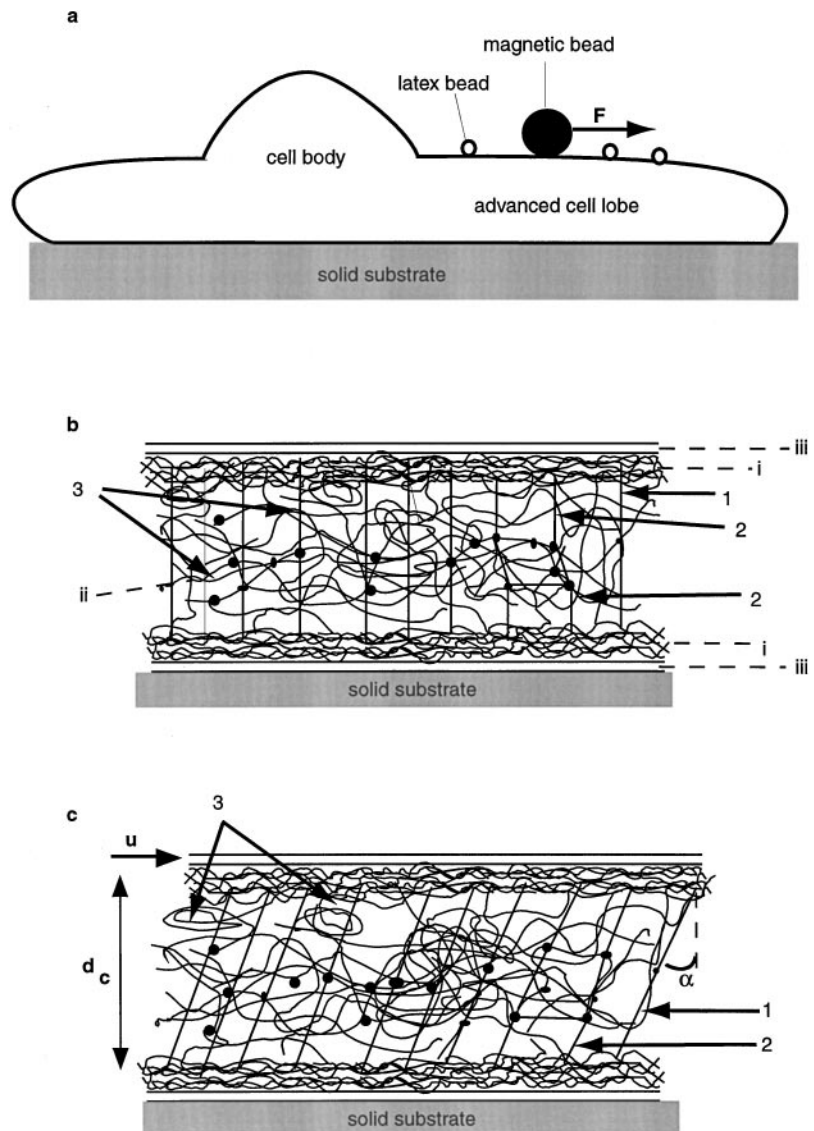 a
magnetic bead
latex bead
F
cell body
advanced cell lobe
solid substrate
b
iii
i
3
1
2
ii
2
i
iii
solid substrate
c
3
u
d c
α
1
2
solid substrate